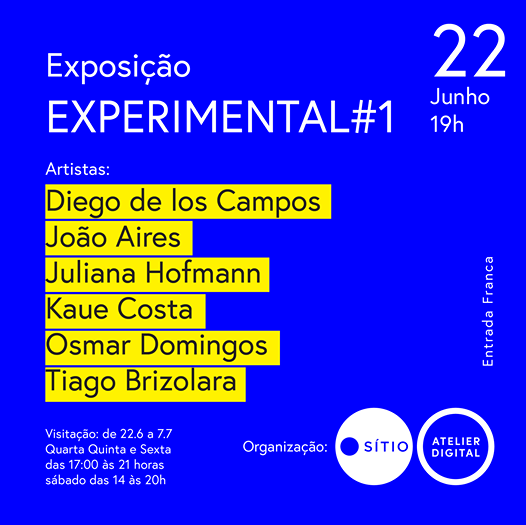 Exposição
EXPERIMENTAL#1
22
Junho
19h
Artistas:
Diego de los Campos
João Aires
Juliana Hofmann
Kaue Costa
Osmar Domingos
Tiago Brizolara
Entrada Franca
Visitação: de 22.6 a 7.7
Quarta Quinta e Sexta
das 17:00 às 21 horas
sábado das 14 às 20h
Organização:
SÍTIO
ATELIER
DIGITAL